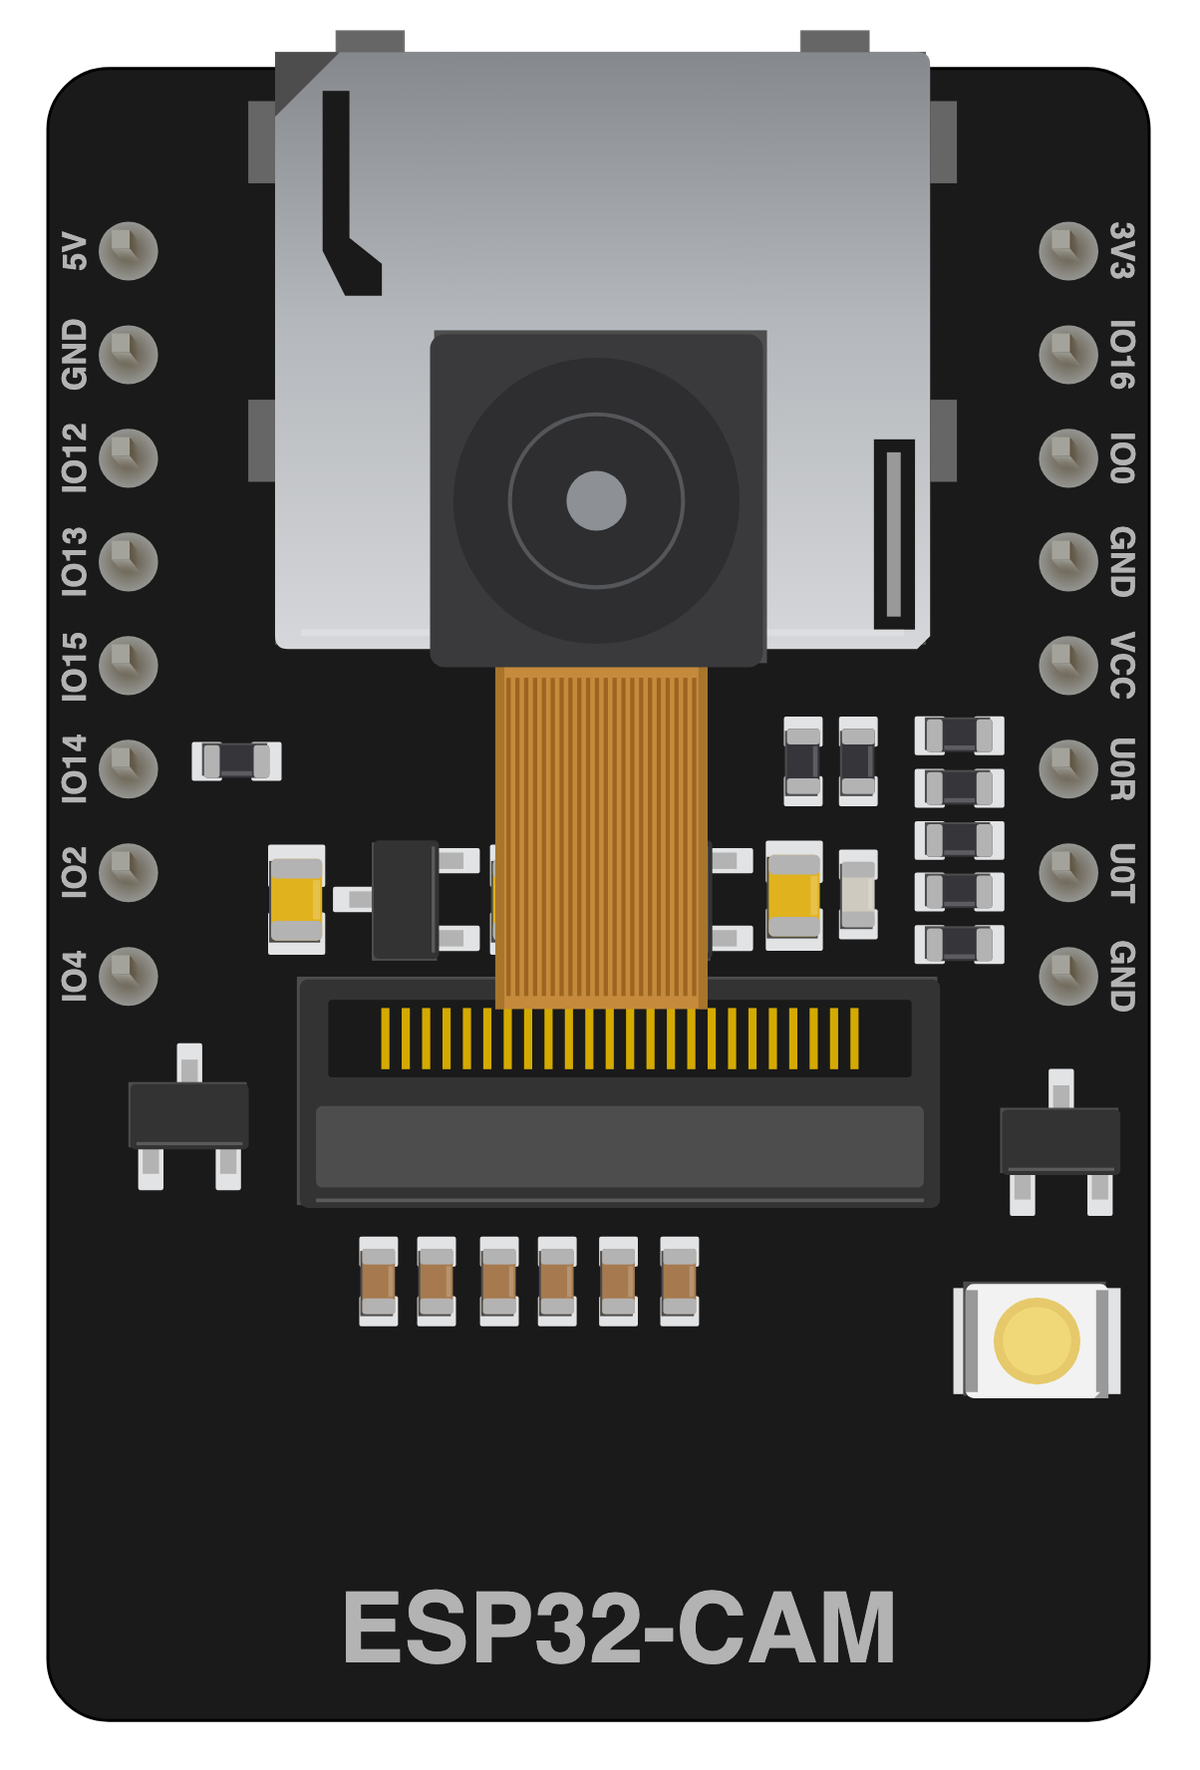 5V
GND
IO12
IO13
IO15
IO14
IO2
IO4
3V3
IO16
IO0
GND
VCC
U0R
U0T
GND
ESP32-CAM